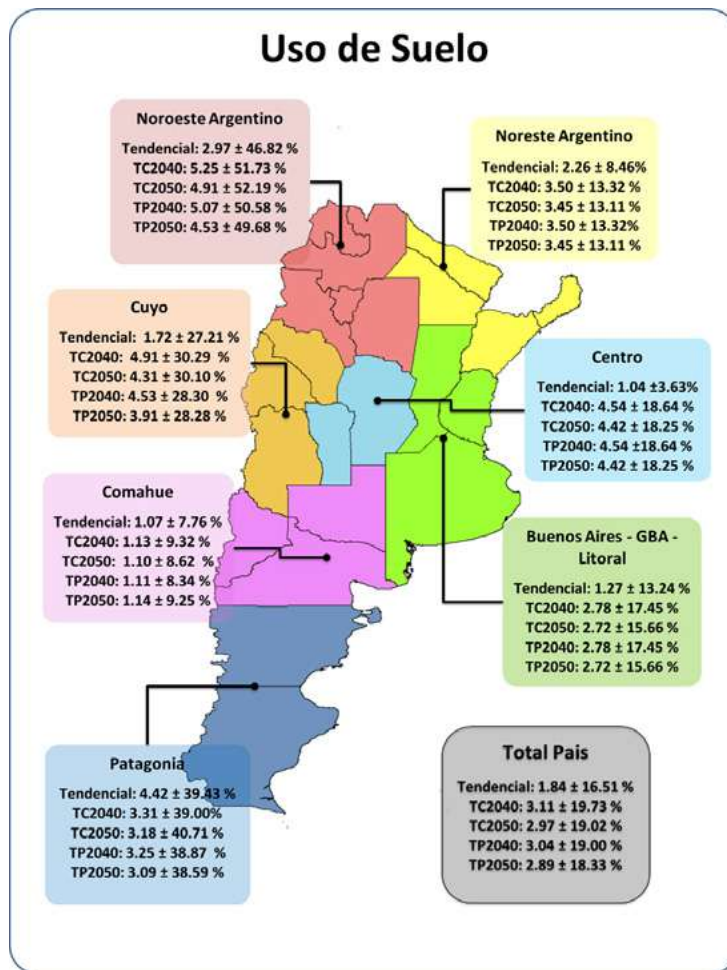 Uso de Suelo
Noroeste Argentino
Tendencial: 2.97 ± 46.82 %
TC2040: 5.25 ± 51.73 %
TC2050: 4.91 ± 52.19 %
TP2040: 5.07 ± 50.58 %
TP2050: 4.53 ± 49.68 %
Noreste Argentino
Tendencial: 2.26 ± 8.46%
TC2040: 3.50 ± 13.32 %
TC2050: 3.45 ± 13.11 %
TP2040: 3.50 ± 13.32%
TP2050: 3.45 ± 13.11 %
Cuyo
Tendencial: 1.72 ± 27.21 %
TC2040: 4.91 ± 30.29 %
TC2050: 4.31 ± 30.10 %
TP2040: 4.53 ± 28.30 %
TP2050: 3.91 ± 28.28 %
Centro
Tendencial: 1.04 ±3.63%
TC2040: 4.54 ± 18.64 %
TC2050: 4.42 ± 18.25 %
TP2040: 4.54 ±18.64 %
TP2050: 4.42 ± 18.25 %
Comahue
Tendencial: 1.07 ± 7.76 %
TC2040: 1.13 ± 9.32 %
TC2050: 1.10 ± 8.62 %
TP2040: 1.11 ± 8.34 %
TP2050: 1.14 ± 9.25 %
Buenos Aires - GBA -
Litoral
Tendencial: 1.27 ± 13.24 %
TC2040: 2.78 ± 17.45 %
TC2050: 2.72 ± 15.66 %
TP2040: 2.78 ± 17.45 %
TP2050: 2.72 ± 15.66 %
Patagonia
Tendencial: 4.42 ± 39.43 %
TC2040: 3.31 ± 39.00%
TC2050: 3.18 ± 40.71 %
TP2040: 3.25 ± 38.87 %
TP2050: 3.09 ± 38.59 %
Total Pais
Tendencial: 1.84 ± 16.51 %
TC2040: 3.11 ± 19.73 %
TC2050: 2.97 ± 19.02 %
TP2040: 3.04 ± 19.00 %
TP2050: 2.89 ± 18.33 %